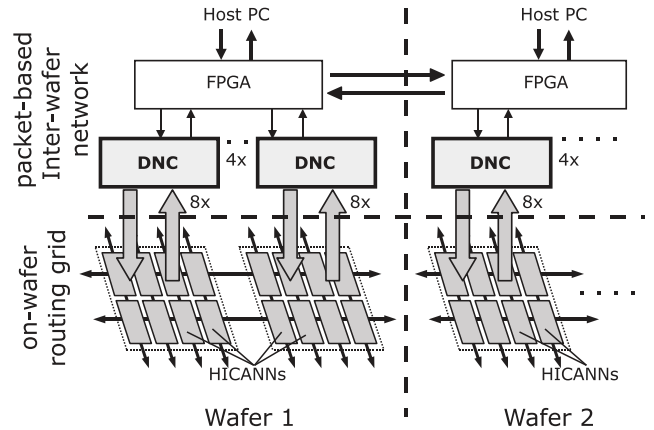 Host PC
Host PC
FPGA
FPGA
packet-based
Inter-wafer
network
DNC
4x
DNC
DNC
4x
8x
8x
8x
on-wafer
routing grid
HICANNs
HICANNs
Wafer 1
Wafer 2